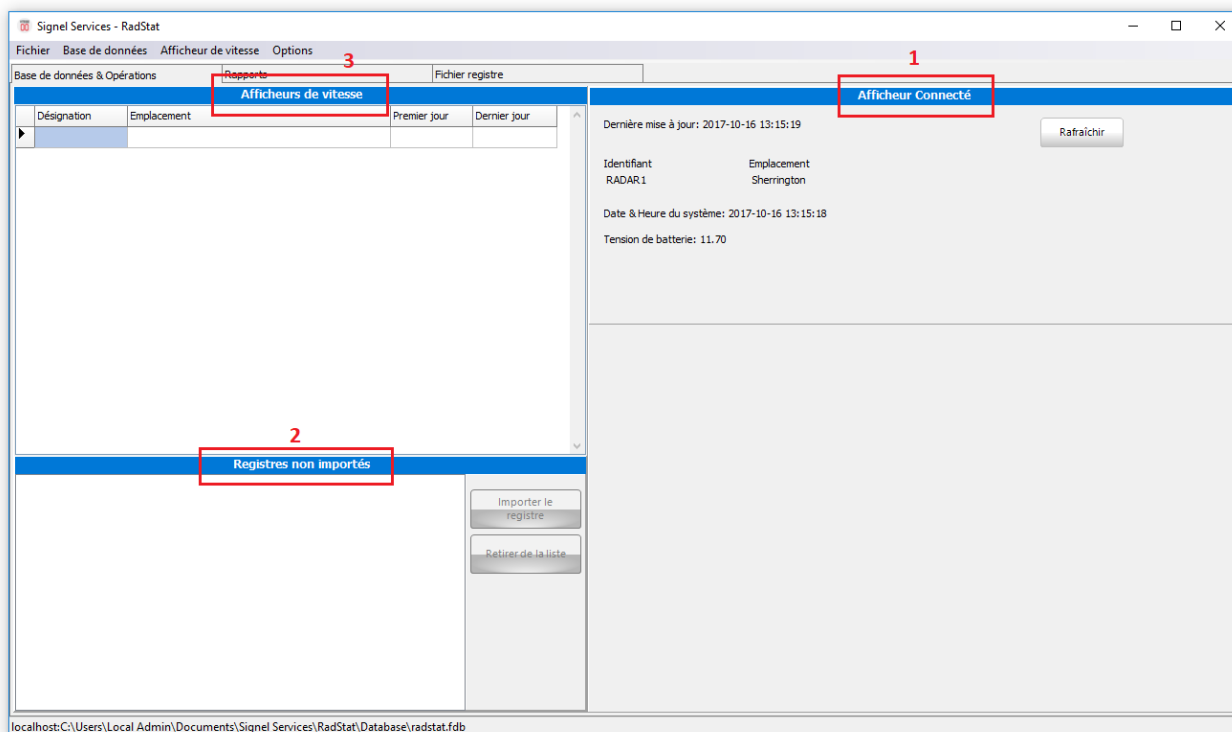 Signel Services - RadStat
Fichier Base de données Afficheur de vitesse Options
3
1
Base de données & Opérations Rapports Fichier registre
Afficheurs de vitesse
Désignation Emplacement Premier jour Dernier jour
2
Registres non importés
Importer le
registre
Retirer de la liste
Afficheur Connecté
Dernière mise à jour: 2017-10-16 13:15:19
Rafraîchir
Identifiant Emplacement
RADAR1 Sherrington
Date & Heure du système: 2017-10-16 13:15:18
Tension de batterie: 11.70
localhost:C:\Users\Local Admin\Documents\Signel Services\RadStat\Database\radstat.fdb